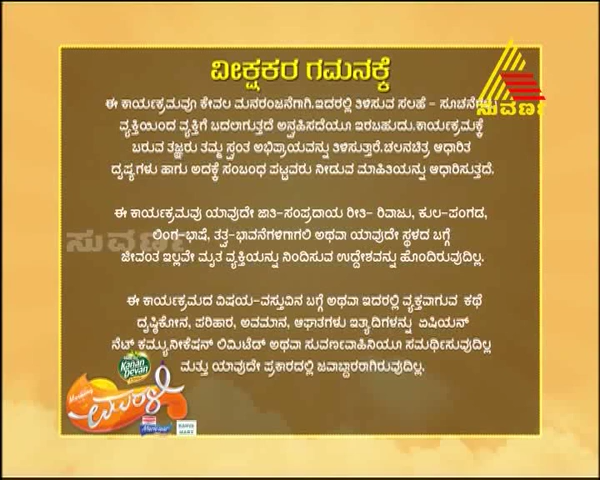 ವೀಕ್ಷಕರ ಗಮನಕ್ಕೆ
ಈ ಕಾರ್ಯಕ್ರಮವೂ ಕೇವಲ ಮನರಂಜನೆಗಾಗಿ.ಇದರಲ್ಲಿ ತಿಳಿಸುವ ಸಲಹೆ - ಸೂಚನೆಗಳು
ಸುವರ್ಣ
ವ್ಯಕ್ತಿಯಿಂದ ವ್ಯಕ್ತಿಗೆ ಬದಲಾಗುತ್ತದೆ ಅನ್ವಹಿಸದೆಯೂ ಇರಬಹುದು.ಕಾರ್ಯಕ್ರಮಕ್ಕೆ
ಬರುವ ತಜ್ಞರು ತಮ್ಮ ಸ್ವಂತ ಅಭಿಪ್ರಾಯವನ್ನು ತಿಳಿಸುತ್ತಾರೆ.ಚಲನಚಿತ್ರ ಆಧಾರಿತ
ದೃಷ್ಯಗಳು ಹಾಗು ಅದಕ್ಕೆ ಸಂಬಂಧ ಪಟ್ಟವರು ನೀಡುವ ಮಾಹಿತಿಯನ್ನು ಆಧಾರಿಸುತ್ತದೆ.
ಈ ಕಾರ್ಯಕ್ರಮವು ಯಾವುದೇ ಜಾತಿ-ಸಂಪ್ರದಾಯ ರೀತಿ- ರಿವಾಜು, ಕುಲ-ಪಂಗಡ,
ಲಿಂಗ-ಭಾಷೆ, ತತ್ವ-ಭಾವನೆಗಳಿಗಾಗಲಿ ಅಥವಾ ಯಾವುದೇ ಸ್ಥಳದ ಬಗ್ಗೆ
ಸುವರ್ಣ
ಜೀವಂತ ಇಲ್ಲವೇ ಮೃತ ವ್ಯಕ್ತಿಯನ್ನು ನಿಂದಿಸುವ ಉದ್ದೇಶವನ್ನು ಹೊಂದಿರುವುದಿಲ್ಲ.
ಈ ಕಾರ್ಯಕ್ರಮದ ವಿಷಯ-ವಸ್ತುವಿನ ಬಗ್ಗೆ ಅಥವಾ ಇದರಲ್ಲಿ ವ್ಯಕ್ತವಾಗುವ ಕಥೆ
ದೃಷ್ಠಿಕೋನ, ಪರಿಹಾರ, ಅವಮಾನ, ಆಘಾತಗಳು ಇತ್ಯಾದಿಗಳನ್ನು ಏಷಿಯನ್
ನೆಟ್ ಕಮ್ಯುನೀಕೆಷನ್ ಲಿಮಿಟೆಡ್ ಅಥವಾ ಸುವರ್ಣವಾಹಿನಿಯೂ ಸಮರ್ಥಿಸುವುದಿಲ್ಲ
ಮತ್ತು ಯಾವುದೇ ಪ್ರಕಾರದಲ್ಲಿ ಜವಾಬ್ದಾರರಾಗಿರುವುದಿಲ್ಲ.
Kanan
Devan